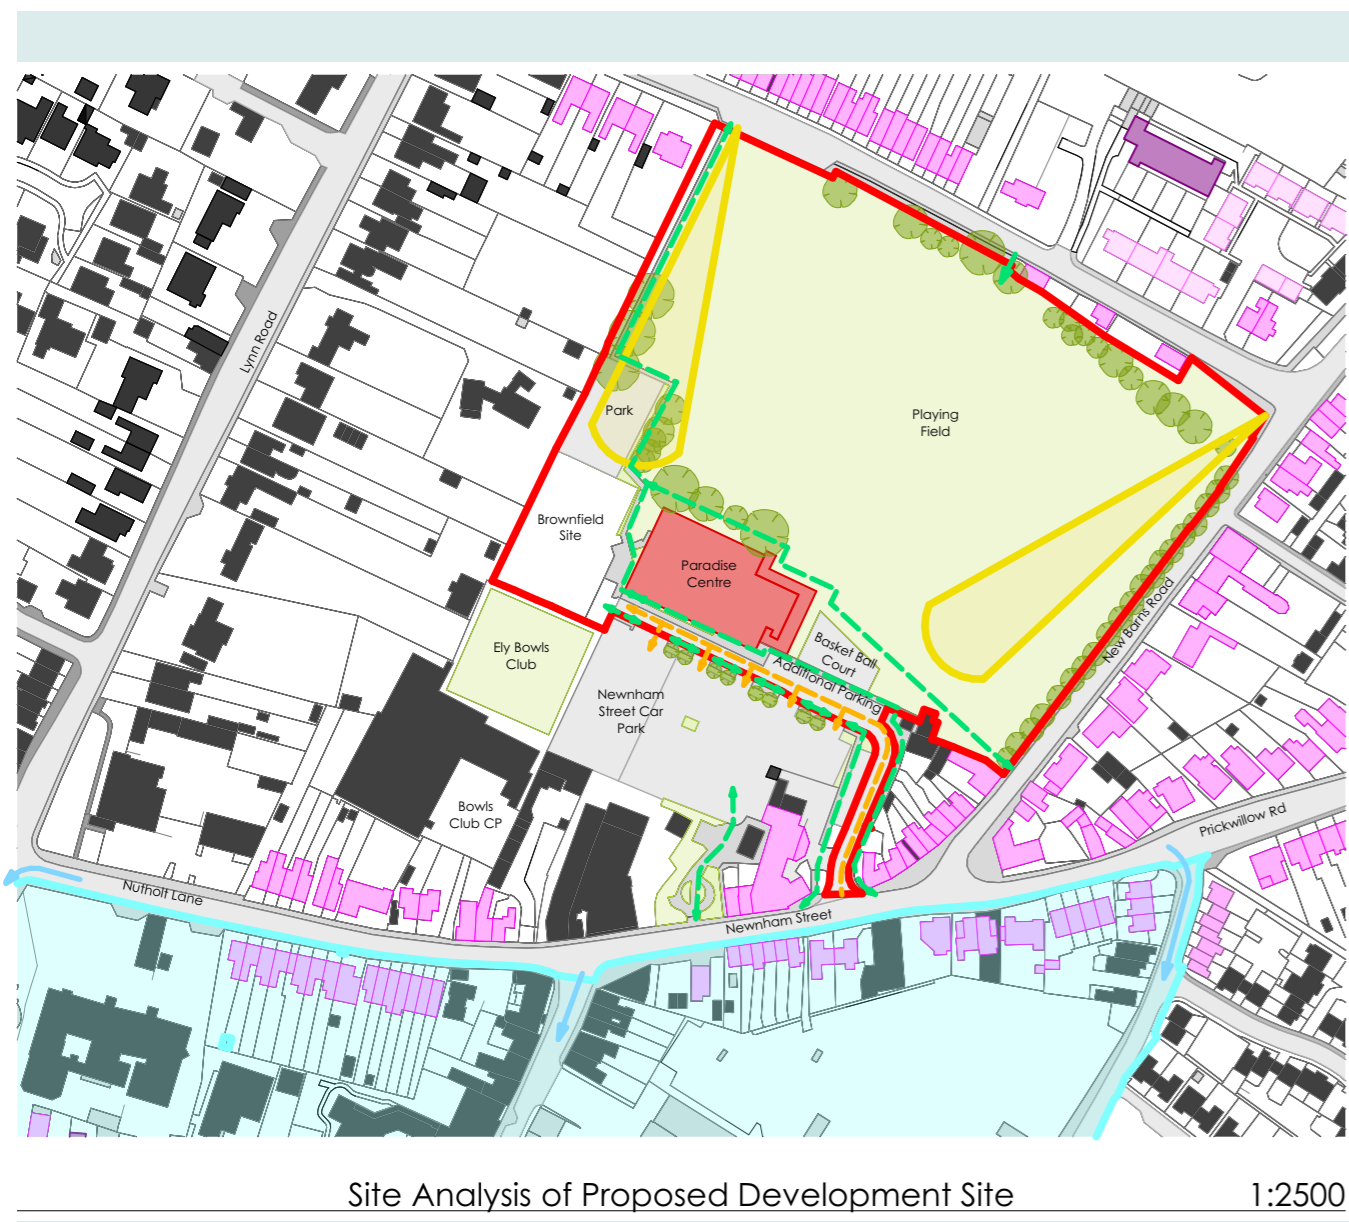 Lynn Road
Park
Playing
Field
Brownfield
Site
Paradise
Centre
Basket Ball
Court
Additional Parking
New Barns Road
Ely Bowls
Club
Newnham
Street Car
Park
Bowls
Club CP
Prickwillow Rd
Nutholt Lane
Newnham Street
Site Analysis of Proposed Development Site 1:2500